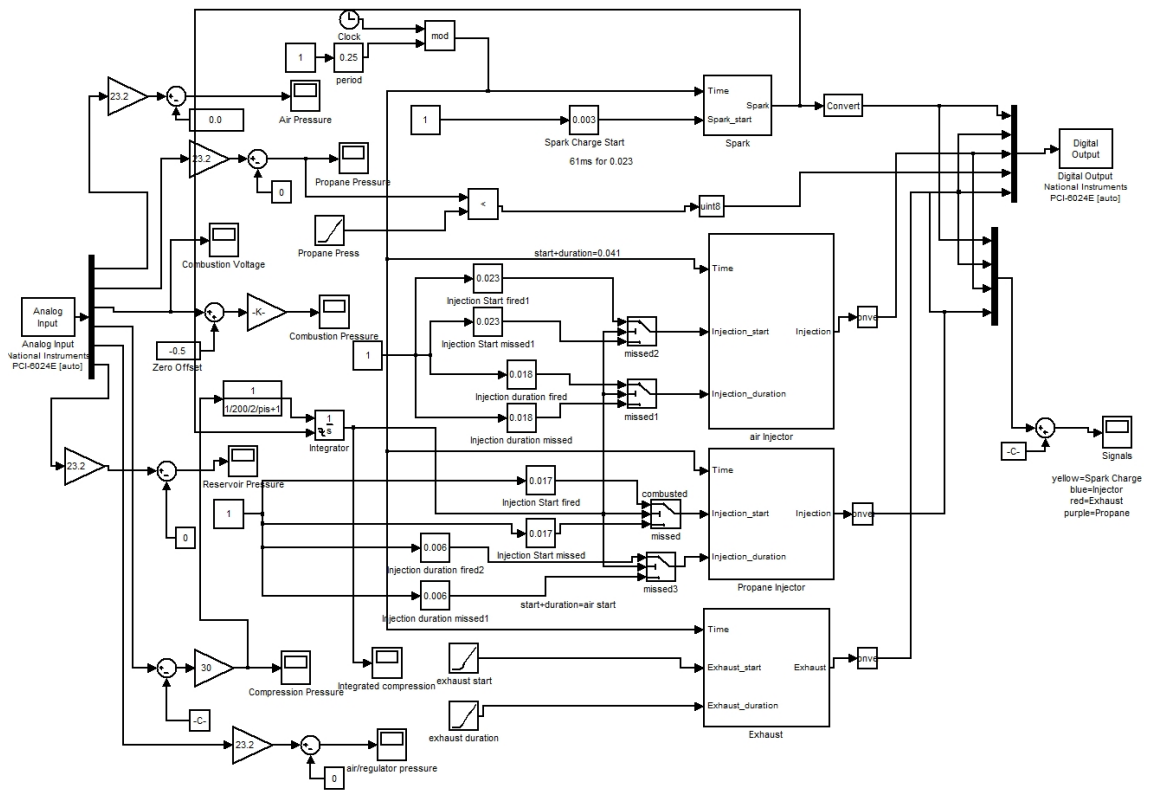 Clock
mod
1
0.25
period
23.2
Air Pressure
0.0
1
0.003
Spark Charge Start
61ms for 0.023
Time
Spark_start
Spark
Spark
Convert
Digital
Output
Digital Output
National Instruments
PCI-6024E [auto]
23.2
Propane Pressure
0
<
uint8
Propane Press
Combustion Voltage
Analog
Input
Analog Input
National Instruments
PCI-6024E [auto]
-0.5
Zero Offset
-K-
Combustion Pressure
start+duration=0.041
0.023
Injection Start fired1
0.023
Injection Start missed1
missed2
1
0.018
Injection duration fired
0.018
Injection duration missed
missed1
Time
Injection_start
Injection
Injection_duration
air Injector
onve
1
1/200/2/pis+1
1
s
Integrator
23.2
Reservoir Pressure
0
1
0.017
Injection Start fired
0.017
Injection Start missed
combusted
missed
0.006
Injection duration fired2
0.006
Injection duration missed1
missed3
start+duration=air start
Time
Injection_start
Injection
Injection_duration
Propane Injector
onve
-C-
Signals
yellow=Spark Charge
blue=Injector
red=Exhaust
purple=Propane
30
Compression Pressure
-C-
Integrated compression
exhaust start
exhaust duration
Time
Exhaust_start
Exhaust
Exhaust_duration
Exhaust
onve
23.2
air/regulator pressure
0